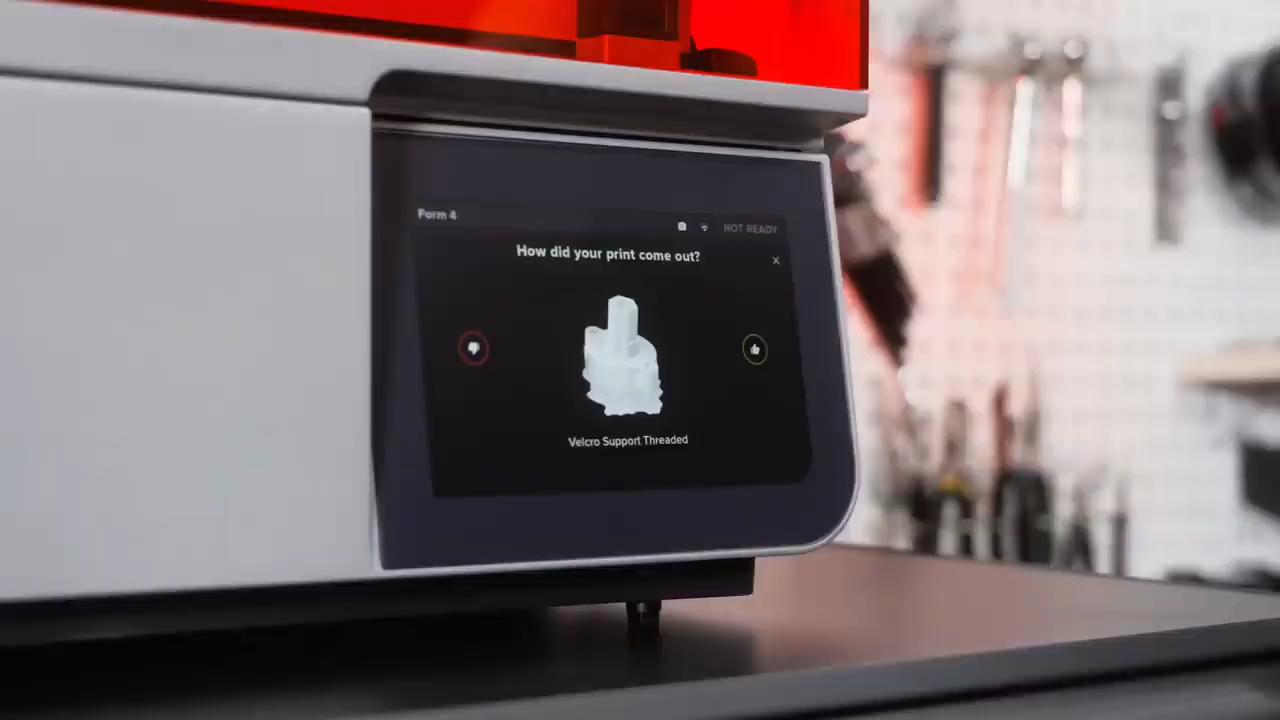 Form 4
NOT READY
How did your print come out?
Velcro Support Threaded